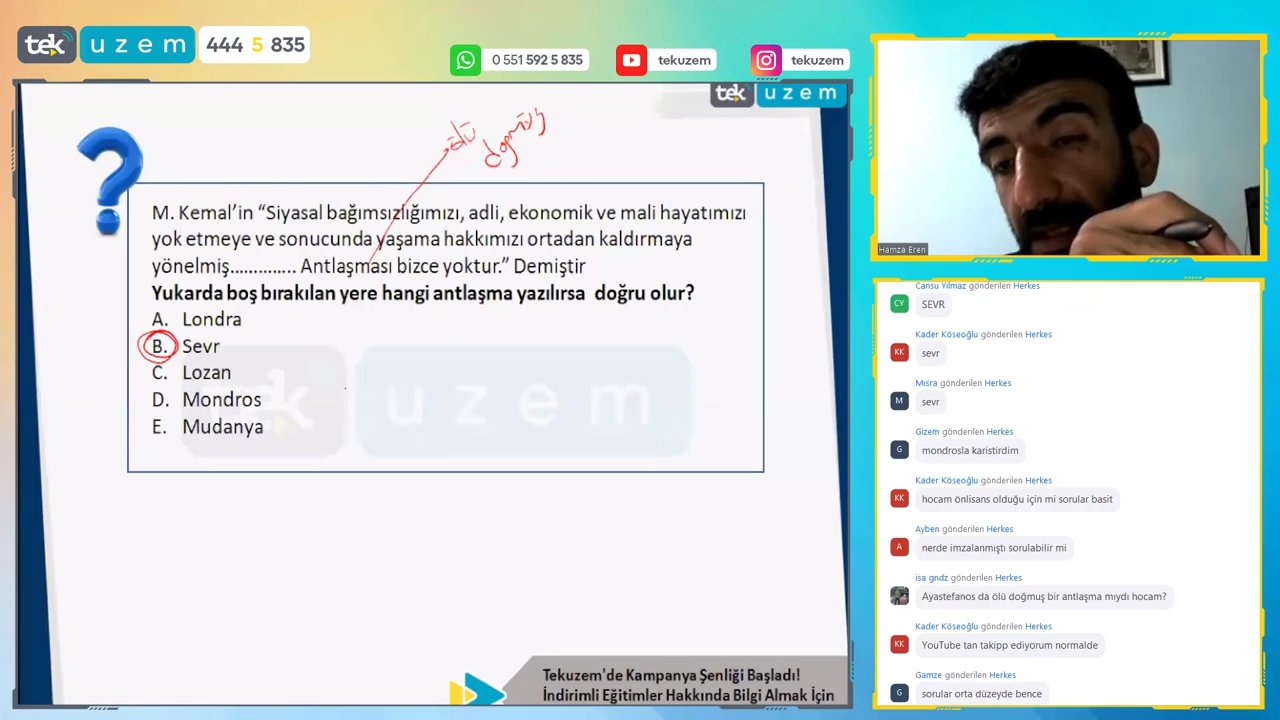 tek
uzem
444 5 835
0 551 592 5 835
tekuzem
tekuzem
tek
uzem
ölü
doğmuş
M. Kemal’in “Siyasal bağımsızlığımızı, adli, ekonomik ve mali hayatımızı
yok etmeye ve sonucunda yaşama hakkımızı ortadan kaldırmaya
yönelmiş............. Antlaşması bizce yoktur.” Demiştir
Yukarda boş bırakılan yere hangi antlaşma yazılırsa doğru olur?
A. Londra
B. Sevr
C. Lozan
D. Mondros
E. Mudanya
tek
uzem
Tekuzem'de Kampanya Şenliği Başladı!
İndirimli Eğitimler Hakkında Bilgi Almak İçin
Hamza Eren
Cansu Yılmaz gönderilen Herkes
CY
SEVR
Kader Köseoğlu gönderilen Herkes
KK
sevr
Mısra gönderilen Herkes
M
sevr
Gizem gönderilen Herkes
G
mondrosla karistirdim
Kader Köseoğlu gönderilen Herkes
KK
hocam önlisans olduğu için mi sorular basit
Ayben gönderilen Herkes
A
nerde imzalanmıştı sorulabilir mi
isa gndz gönderilen Herkes
Ayastefanos da ölü doğmuş bir antlaşma mıydı hocam?
Kader Köseoğlu gönderilen Herkes
KK
YouTube tan takipp ediyorum normalde
Gamze gönderilen Herkes
G
sorular orta düzeyde bence